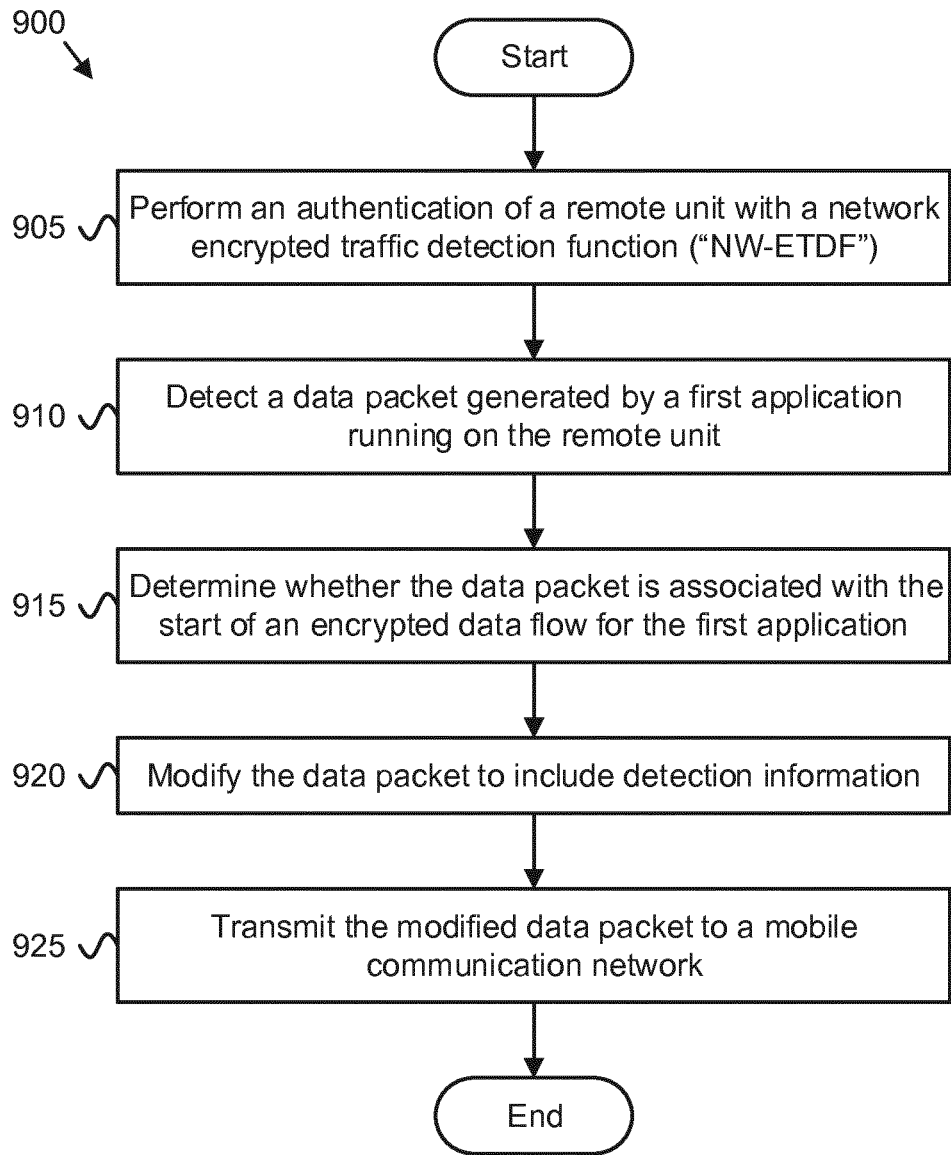 900
Start
905
Perform an authentication of a remote unit with a network
encrypted traffic detection function (“NW-ETDF”)
910
Detect a data packet generated by a first application
running on the remote unit
915
Determine whether the data packet is associated with the
start of an encrypted data flow for the first application
920
Modify the data packet to include detection information
925
Transmit the modified data packet to a mobile
communication network
End